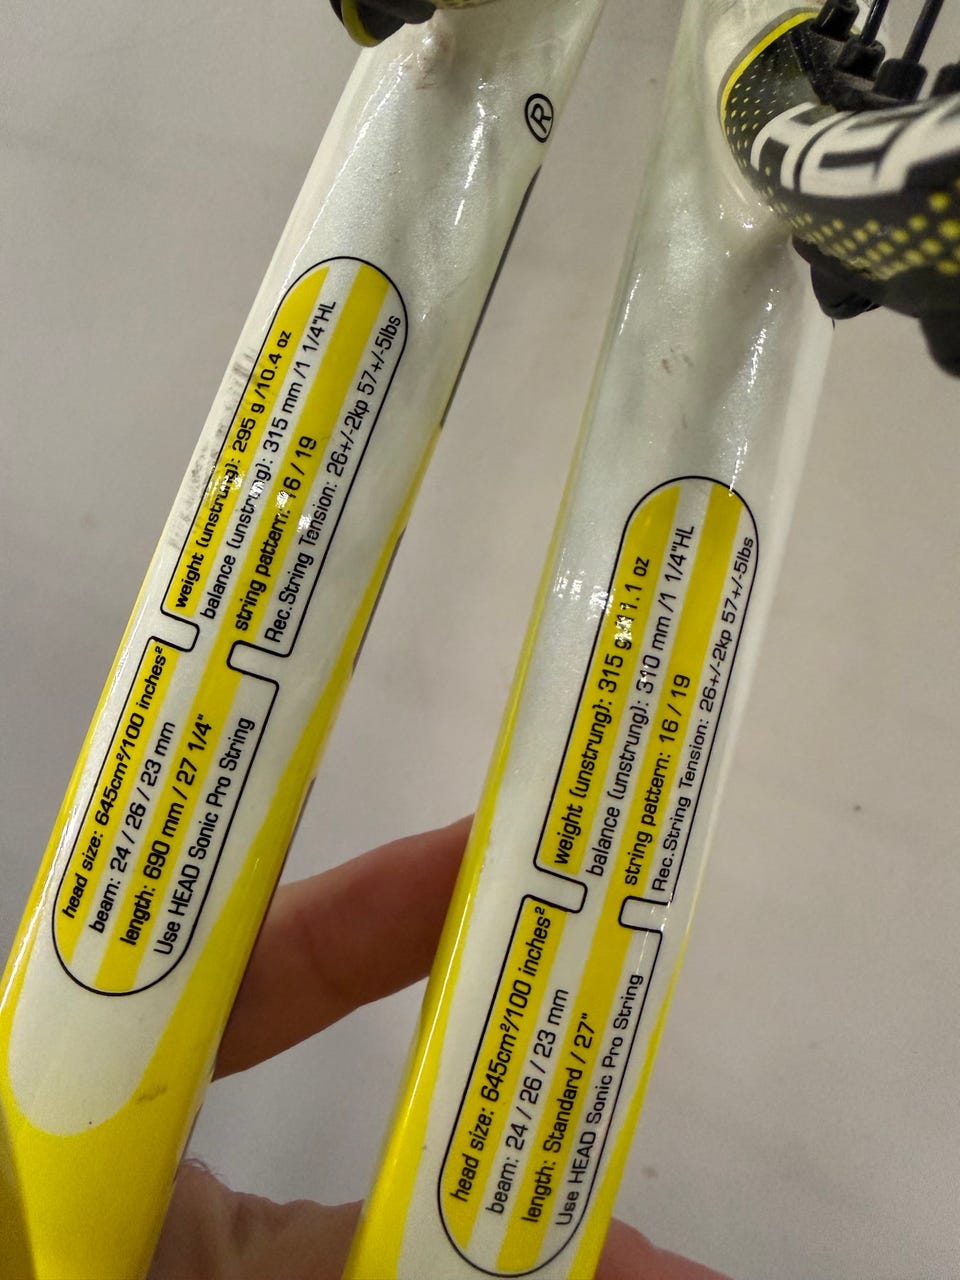 ®
weight (unstrung): 295 g /10.4 oz
balance (unstrung): 315 mm /1 1/4"HL
string pattern: 16 / 19
Rec.String Tension: 26+/-2kp 57+/-5lbs
head size: 645cm²/100 inches²
beam: 24 / 26 / 23 mm
length: 690 mm / 27 1/4"
Use HEAD Sonic Pro String
weight (unstrung): 315 g /11.1 oz
balance (unstrung): 310 mm /1 1/4"HL
string pattern: 16 / 19
Rec.String Tension: 26+/-2kp 57+/-5lbs
head size: 645cm²/100 inches²
beam: 24 / 26 / 23 mm
length: Standard / 27"
Use HEAD Sonic Pro String